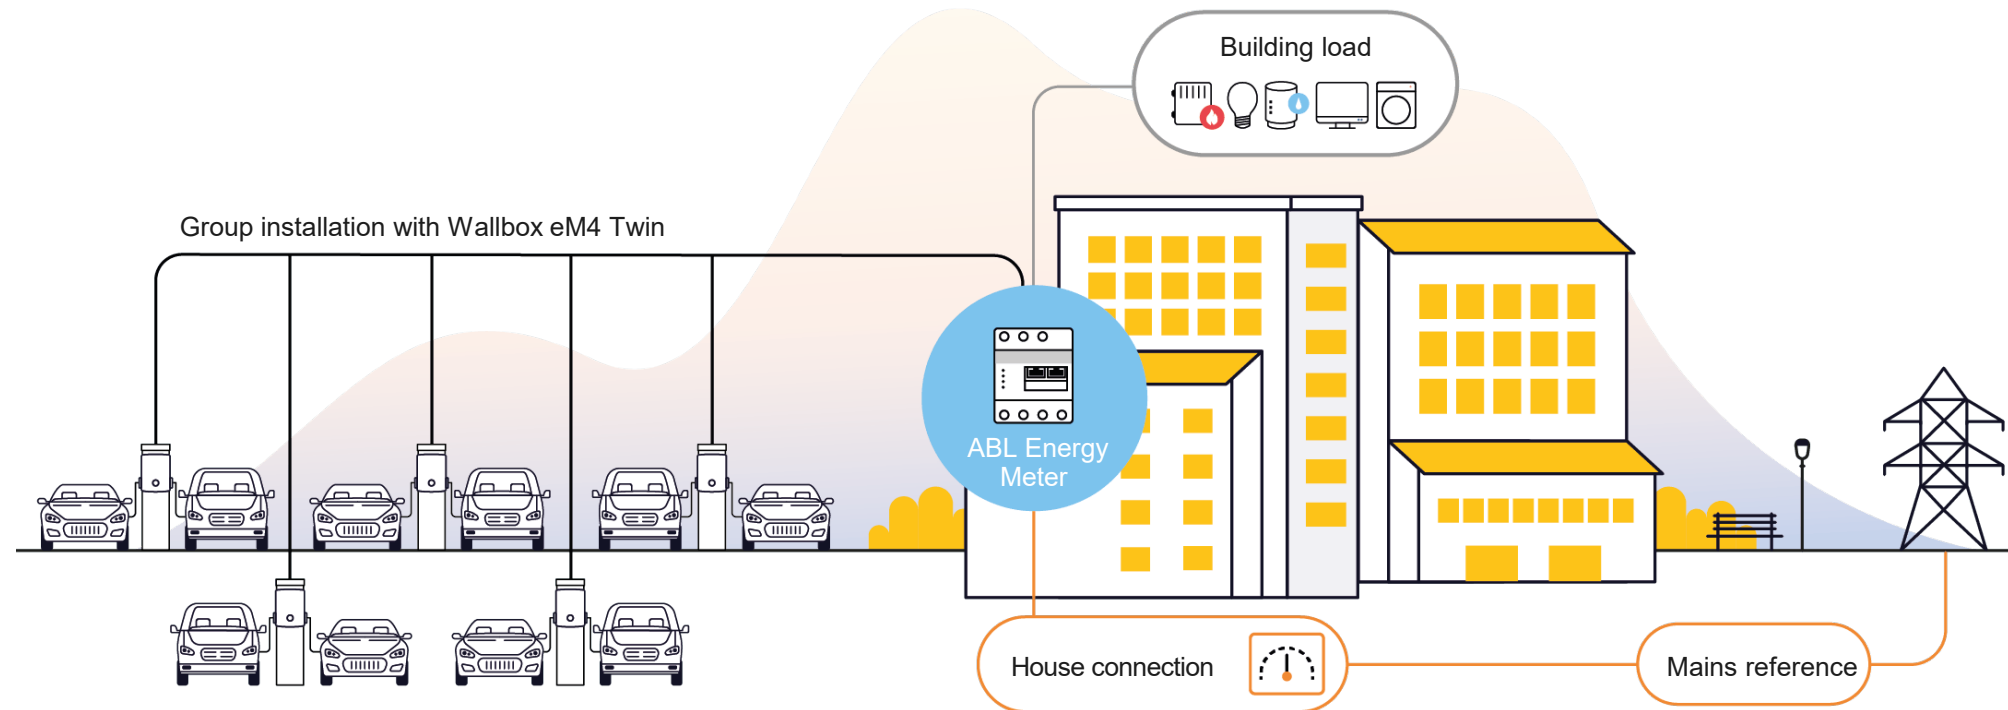 Building load
Group installation with Wallbox eM4 Twin
ABL Energy
Meter
House connection
Mains reference